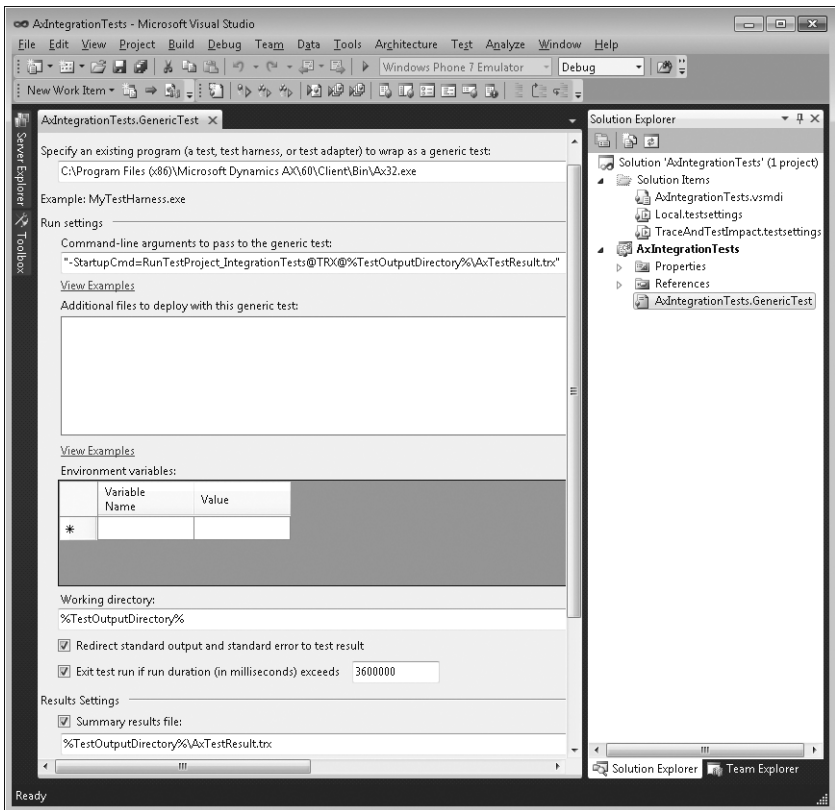 AxIntegrationTests - Microsoft Visual Studio
File Edit View Project Build Debug Team Data Tools Architecture Test Analyze Window Help
Windows Phone 7 Emulator Debug
New Work Item
Server Explorer
Toolbox
AxIntegrationTests.GenericTest
Specify an existing program (a test, test harness, or test adapter) to wrap as a generic test:
C:\Program Files (x86)\Microsoft Dynamics AX\60\Client\Bin\Ax32.exe
Example: MyTestHarness.exe
Run settings
Command-line arguments to pass to the generic test:
"-StartupCmd=RunTestProject_IntegrationTests@TRX@%TestOutputDirectory%\AxTestResult.trx"
View Examples
Additional files to deploy with this generic test:
View Examples
Environment variables:
Variable Name
Value
Working directory:
%TestOutputDirectory%
Redirect standard output and standard error to test result
Exit test run if run duration (in milliseconds) exceeds 3600000
Results Settings
Summary results file:
%TestOutputDirectory%\AxTestResult.trx
Solution Explorer
Solution 'AxIntegrationTests' (1 project)
Solution Items
AxIntegrationTests.vsmdi
Local.testsettings
TraceAndTestImpact.testsettings
AxIntegrationTests
Properties
References
AxIntegrationTests.GenericTest
Solution Explorer Team Explorer
Ready